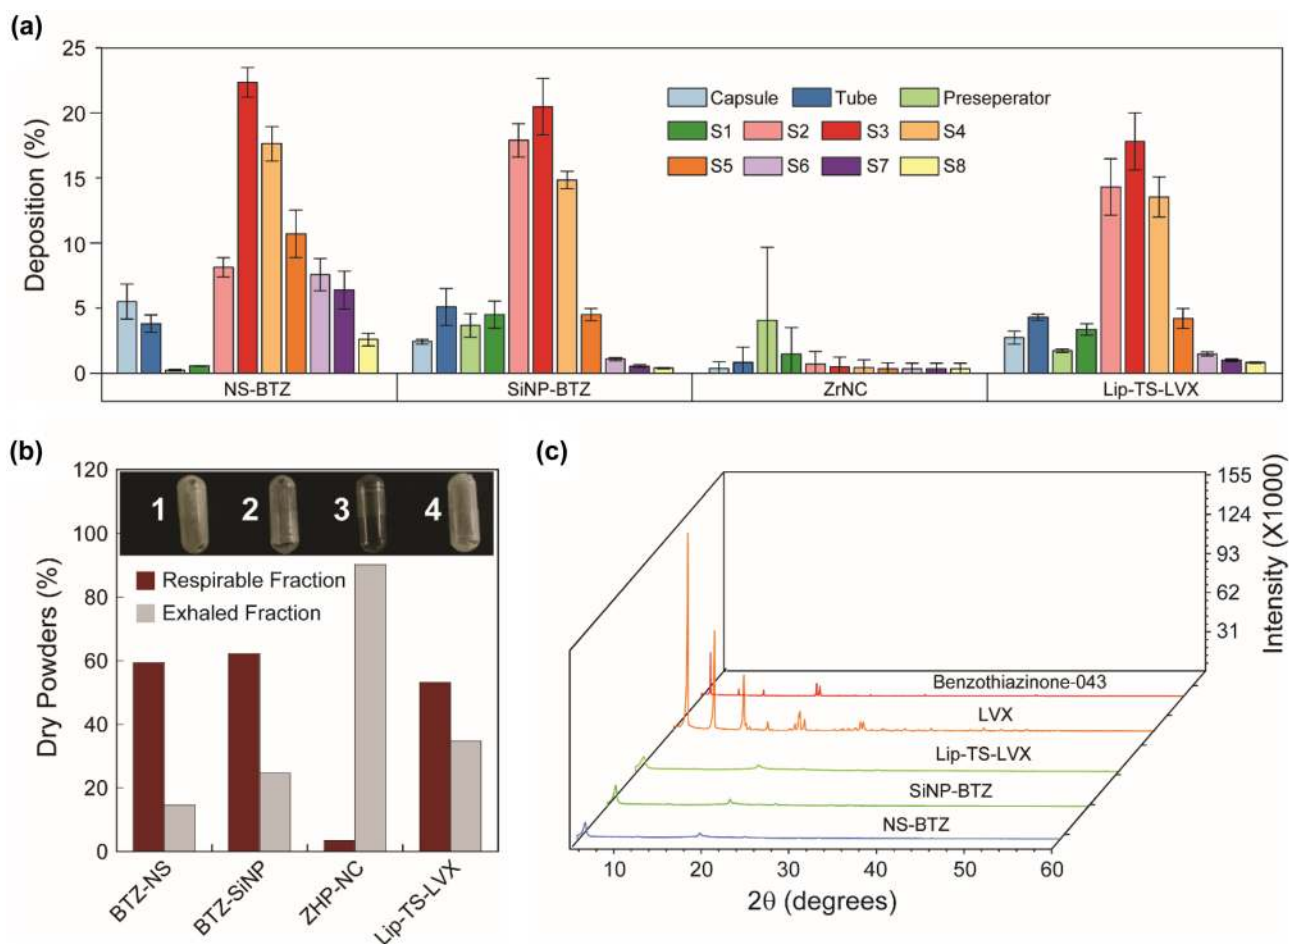 (a)
25
20
15
10
5
0
Deposition (%)
Capsule Tube Preseperator
S1 S2 S3 S4
S5 S6 S7 S8
NS-BTZ SiNP-BTZ ZrNC Lip-TS-LVX
(b)
120
100
80
60
40
20
0
Dry Powders (%)
1 2 3 4
Respirable Fraction
Exhaled Fraction
BTZ-NS BTZ-SiNP ZHP-NC Lip-TS-LVX
(c)
155
124
93
62
31
Intensity (X1000)
Benzothiazinone-043
LVX
Lip-TS-LVX
SiNP-BTZ
NS-BTZ
10 20 30 40 50 60
2θ (degrees)